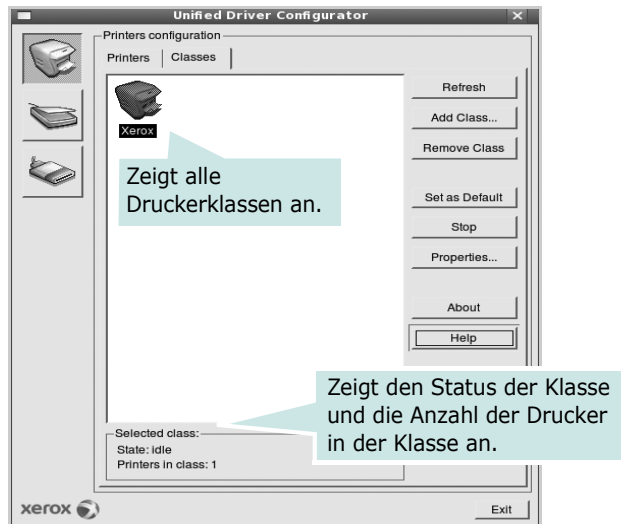 Unified Driver Configurator
Printers configuration
Printers
Classes
Xerox
Zeigt alle
Druckerklassen an.
Refresh
Add Class...
Remove Class
Set as Default
Stop
Properties...
About
Help
Zeigt den Status der Klasse
und die Anzahl der Drucker
in der Klasse an.
Selected class:
State: idle
Printers in class: 1
xerox
Exit